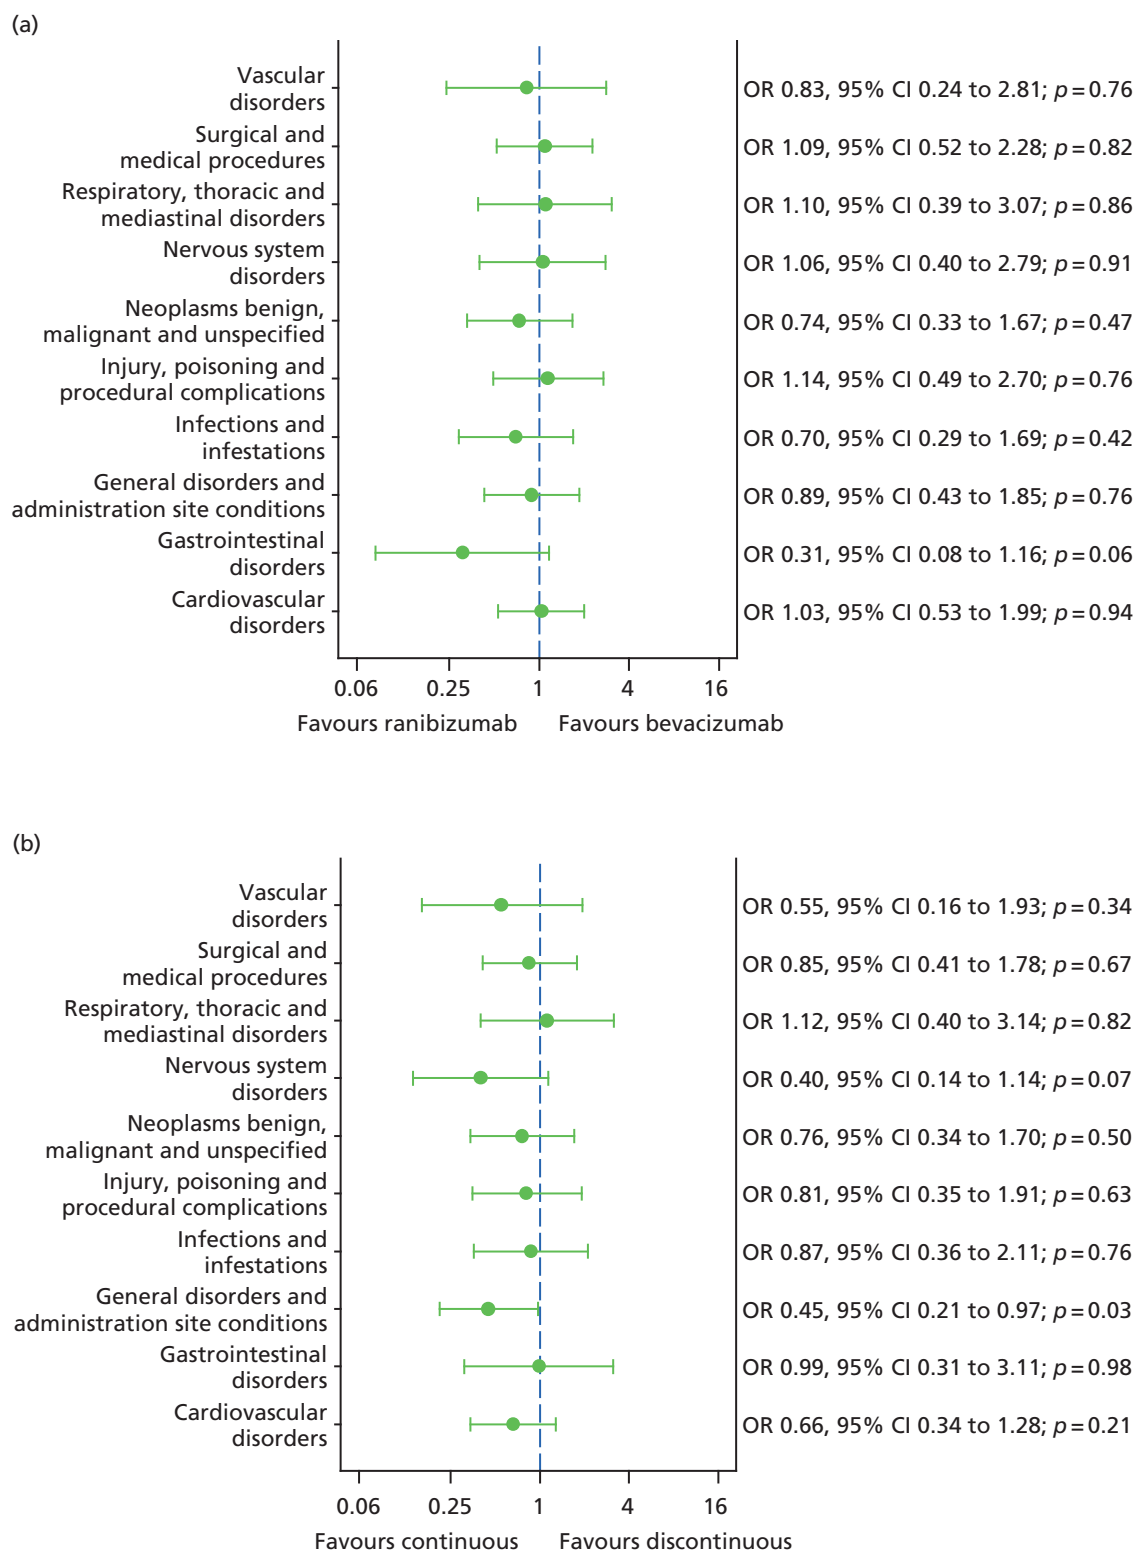 (a)
Vascular
disorders
OR 0.83, 95% CI 0.24 to 2.81; p = 0.76
Surgical and
medical procedures
OR 1.09, 95% CI 0.52 to 2.28; p = 0.82
Respiratory, thoracic and
mediastinal disorders
OR 1.10, 95% CI 0.39 to 3.07; p = 0.86
Nervous system
disorders
OR 1.06, 95% CI 0.40 to 2.79; p = 0.91
Neoplasms benign,
malignant and unspecified
OR 0.74, 95% CI 0.33 to 1.67; p = 0.47
Injury, poisoning and
procedural complications
OR 1.14, 95% CI 0.49 to 2.70; p = 0.76
Infections and
infestations
OR 0.70, 95% CI 0.29 to 1.69; p = 0.42
General disorders and
administration site conditions
OR 0.89, 95% CI 0.43 to 1.85; p = 0.76
Gastrointestinal
disorders
OR 0.31, 95% CI 0.08 to 1.16; p = 0.06
Cardiovascular
disorders
OR 1.03, 95% CI 0.53 to 1.99; p = 0.94
0.06 0.25 1 4 16
Favours ranibizumab Favours bevacizumab
(b)
Vascular
disorders
OR 0.55, 95% CI 0.16 to 1.93; p = 0.34
Surgical and
medical procedures
OR 0.85, 95% CI 0.41 to 1.78; p = 0.67
Respiratory, thoracic and
mediastinal disorders
OR 1.12, 95% CI 0.40 to 3.14; p = 0.82
Nervous system
disorders
OR 0.40, 95% CI 0.14 to 1.14; p = 0.07
Neoplasms benign,
malignant and unspecified
OR 0.76, 95% CI 0.34 to 1.70; p = 0.50
Injury, poisoning and
procedural complications
OR 0.81, 95% CI 0.35 to 1.91; p = 0.63
Infections and
infestations
OR 0.87, 95% CI 0.36 to 2.11; p = 0.76
General disorders and
administration site conditions
OR 0.45, 95% CI 0.21 to 0.97; p = 0.03
Gastrointestinal
disorders
OR 0.99, 95% CI 0.31 to 3.11; p = 0.98
Cardiovascular
disorders
OR 0.66, 95% CI 0.34 to 1.28; p = 0.21
0.06 0.25 1 4 16
Favours continuous Favours discontinuous